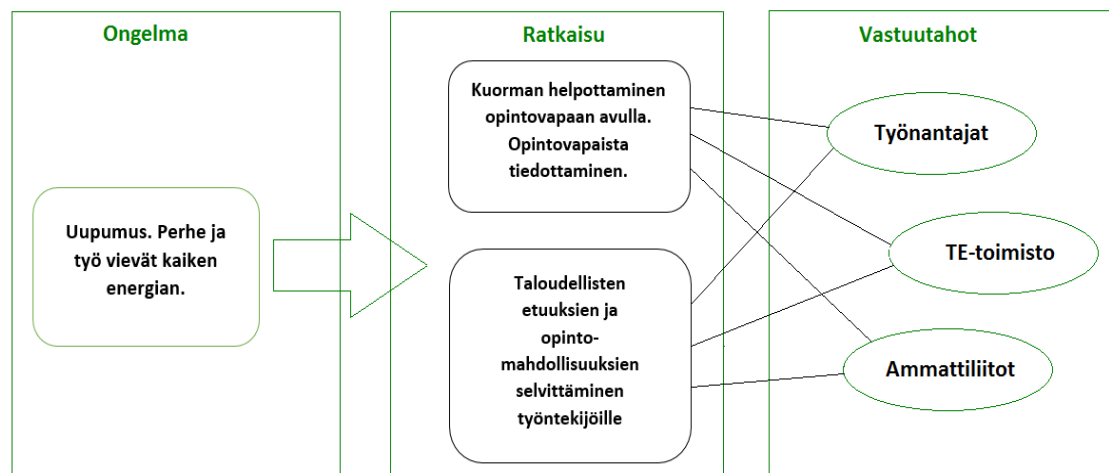 Ongelma
Uupumus. Perhe ja
työ vievät kaiken
energian.
Ratkaisu
Kuorman helpottaminen
opintovapaan avulla.
Opintovapaista
tiedottaminen.
Taloudellisten
etuuksien ja
opinto-
mahdollisuuksien
selvittäminen
työntekijöille
Vastuutahot
Työnantajat
TE-toimisto
Ammattiliitot